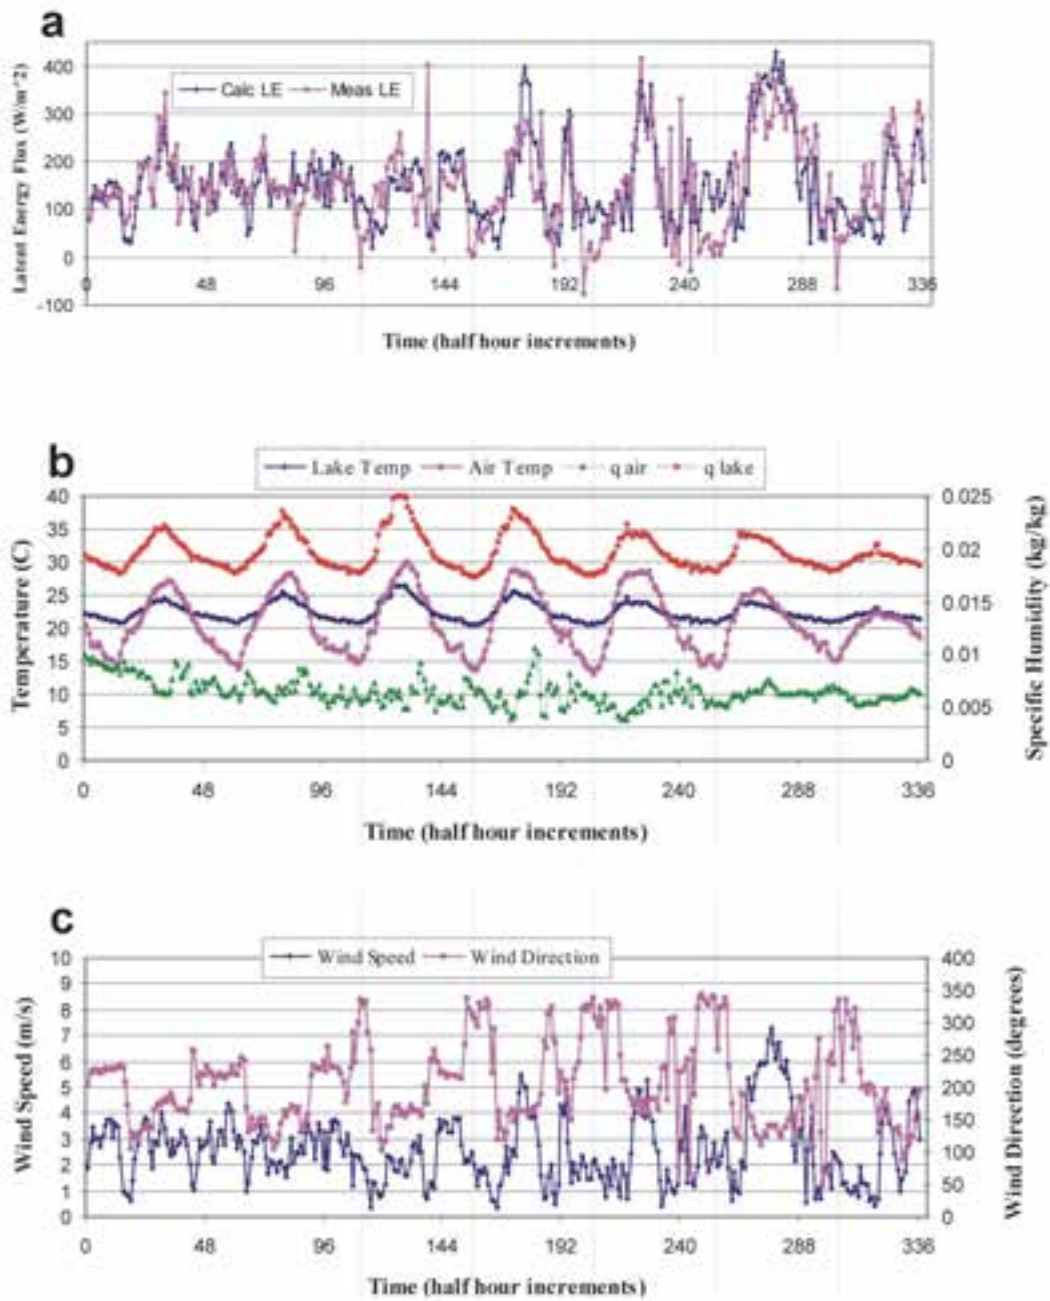 a
Latent Energy Flux (W/m^2)
400
300
200
100
0
-100
Calc LE
Meas LE
0 48 96 144 192 240 288 336
Time (half hour increments)
b
Lake Temp Air Temp q air q lake
Temperature (C)
40
35
30
25
20
15
10
5
0
0.025
0.02
0.015
0.01
0.005
0
Specific Humidity (kg/kg)
0 48 96 144 192 240 288 336
Time (half hour increments)
c
Wind Speed Wind Direction
Wind Speed (m/s)
10
9
8
7
6
5
4
3
2
1
0
400
350
300
250
200
150
100
50
0
Wind Direction (degrees)
0 48 96 144 192 240 288 336
Time (half hour increments)